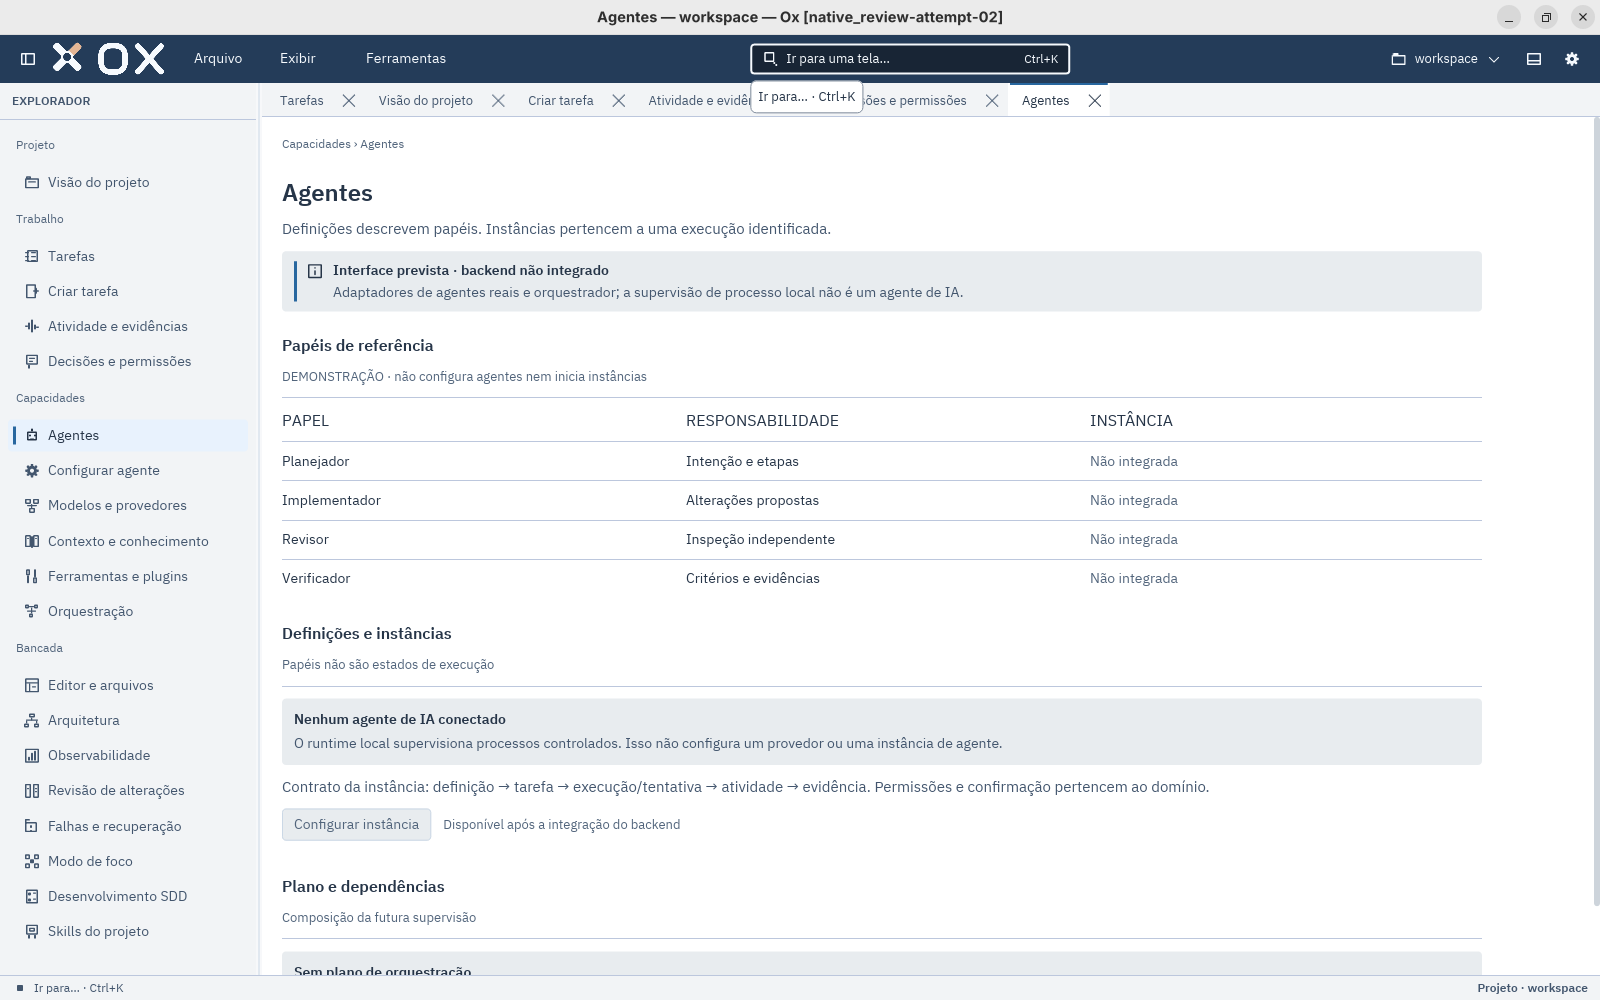 Agentes — workspace — Ox [native_review-attempt-02]
OX
Arquivo
Exibir
Ferramentas
Ir para uma tela...
Ctrl+K
workspace
EXPLORADOR
Tarefas
Visão do projeto
Criar tarefa
Atividade e
Ir para... · Ctrl+K
e permissões
Agentes
Projeto
Visão do projeto
Trabalho
Tarefas
Criar tarefa
Atividade e evidências
Decisões e permissões
Capacidades
Agentes
Configurar agente
Modelos e provedores
Contexto e conhecimento
Ferramentas e plugins
Orquestração
Bancada
Editor e arquivos
Arquitetura
Observabilidade
Revisão de alterações
Falhas e recuperação
Modo de foco
Desenvolvimento SDD
Skills do projeto
Capacidades › Agentes
Agentes
Definições descrevem papéis. Instâncias pertencem a uma execução identificada.
Interface prevista · backend não integrado
Adaptadores de agentes reais e orquestrador; a supervisão de processo local não é um agente de IA.
Papéis de referência
DEMONSTRAÇÃO · não configura agentes nem inicia instâncias
PAPEL RESPONSABILIDADE INSTÂNCIA
Planejador Intenção e etapas Não integrada
Implementador Alterações propostas Não integrada
Revisor Inspeção independente Não integrada
Verificador Critérios e evidências Não integrada
Definições e instâncias
Papéis não são estados de execução
Nenhum agente de IA conectado
O runtime local supervisiona processos controlados. Isso não configura um provedor ou uma instância de agente.
Contrato da instância: definição → tarefa → execução/tentativa → atividade → evidência. Permissões e confirmação pertencem ao domínio.
Configurar instância
Disponível após a integração do backend
Plano e dependências
Composição da futura supervisão
Sem plano de orquestração
Ir para... · Ctrl+K
Projeto · workspace